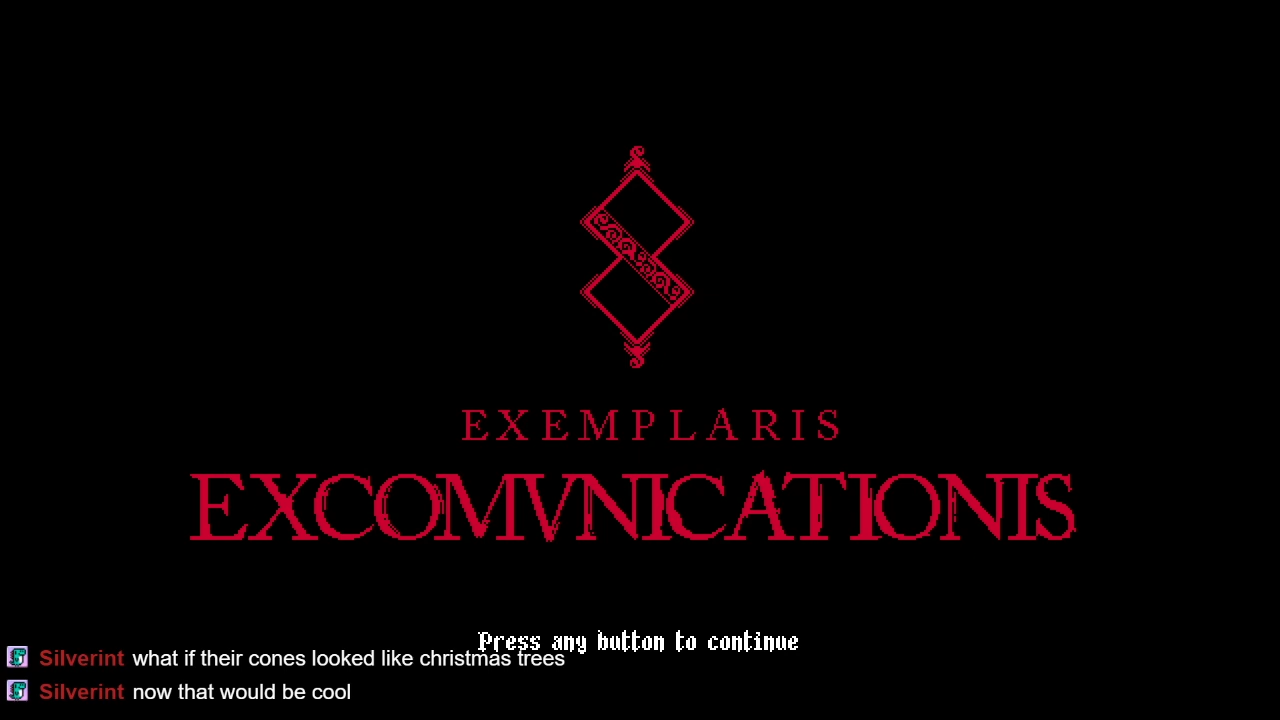 EXEMPLARIS
EXCOMVNICATIONIS
Press any button to continue
Silverint what if their cones looked like christmas trees
Silverint now that would be cool